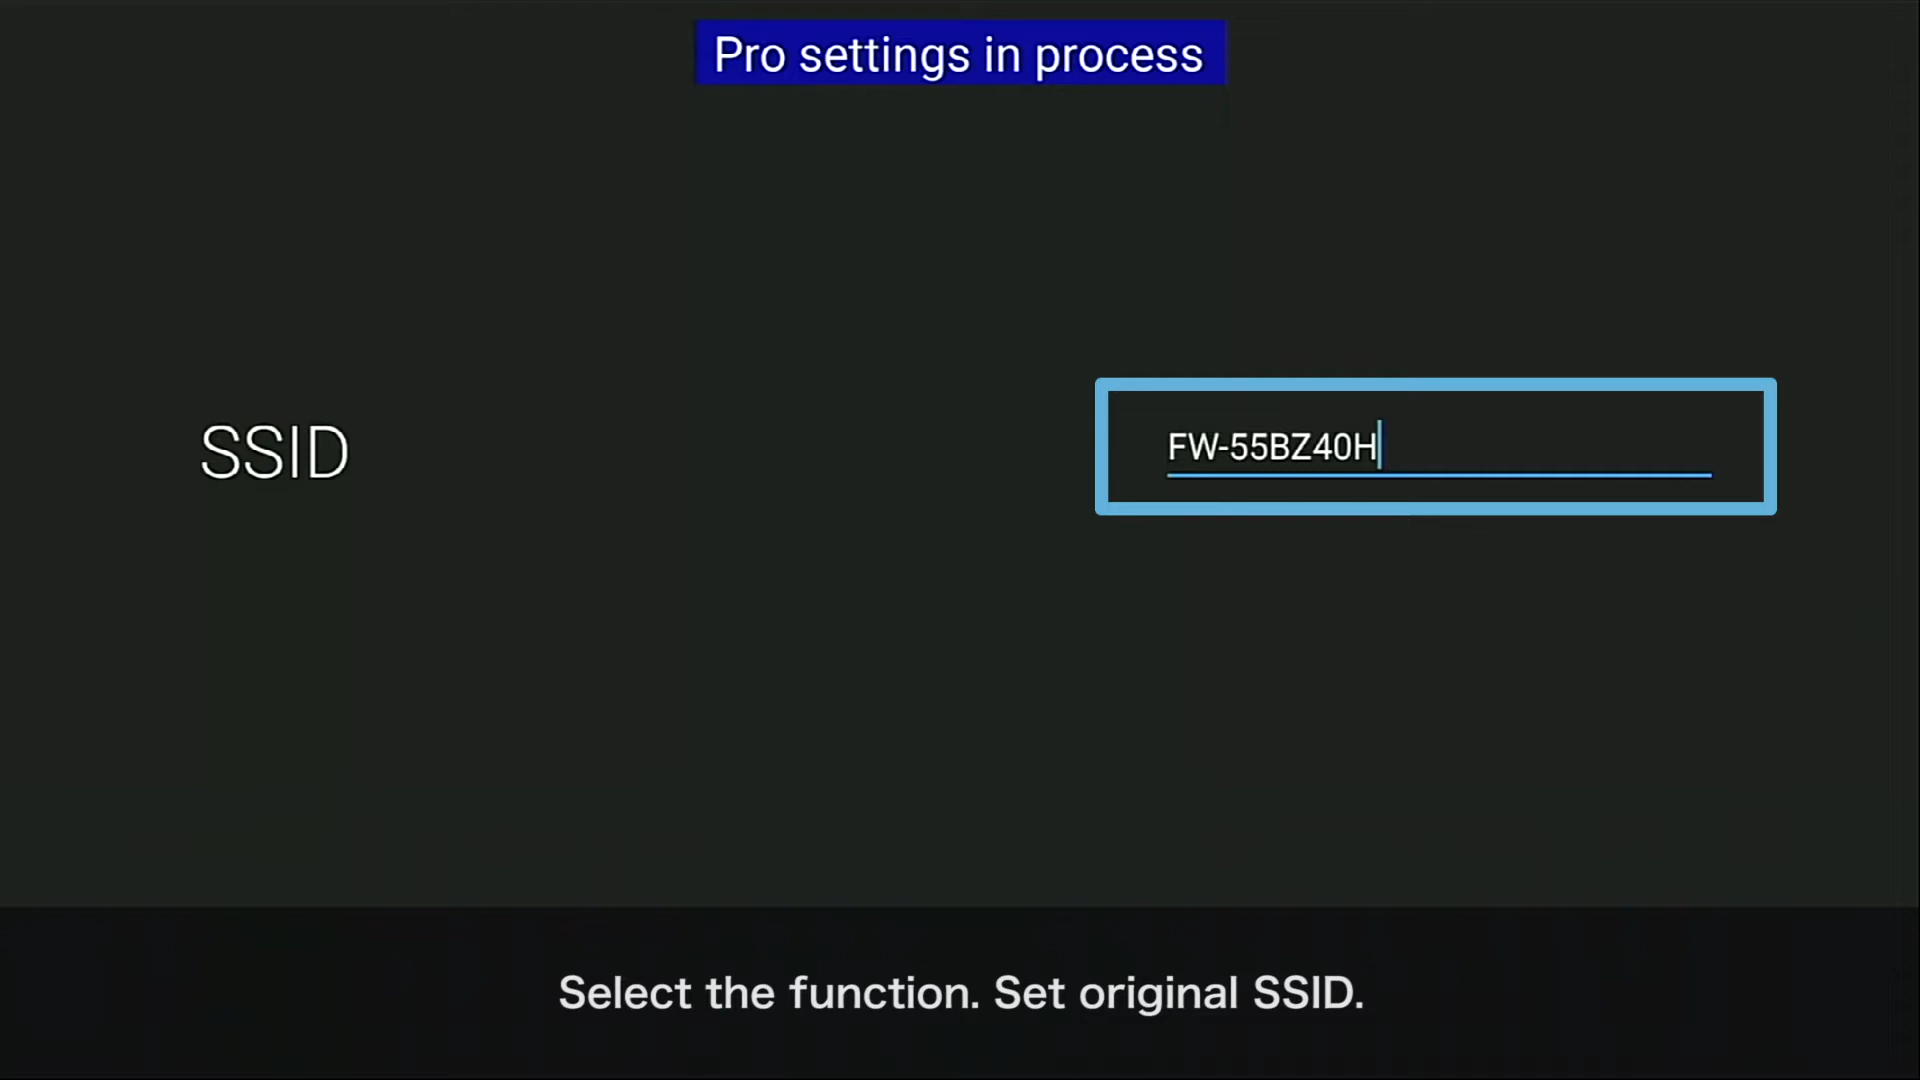 Pro settings in process
SSID
FW-55BZ40H
Select the function. Set original SSID.